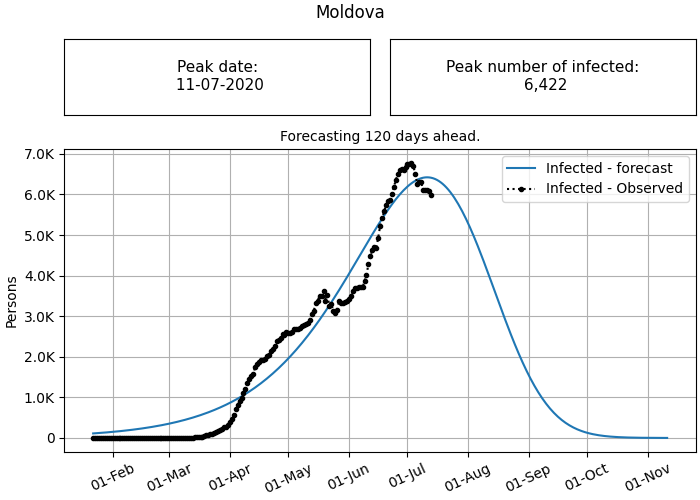 Moldova
Peak date:
11-07-2020
Peak number of infected:
6,422
Forecasting 120 days ahead.
7.0K
6.0K
5.0K
4.0K
3.0K
2.0K
1.0K
0
Persons
Infected - forecast
Infected - Observed
01-Feb
01-Mar
01-Apr
01-May
01-Jun
01-Jul
01-Aug
01-Sep
01-Oct
01-Nov